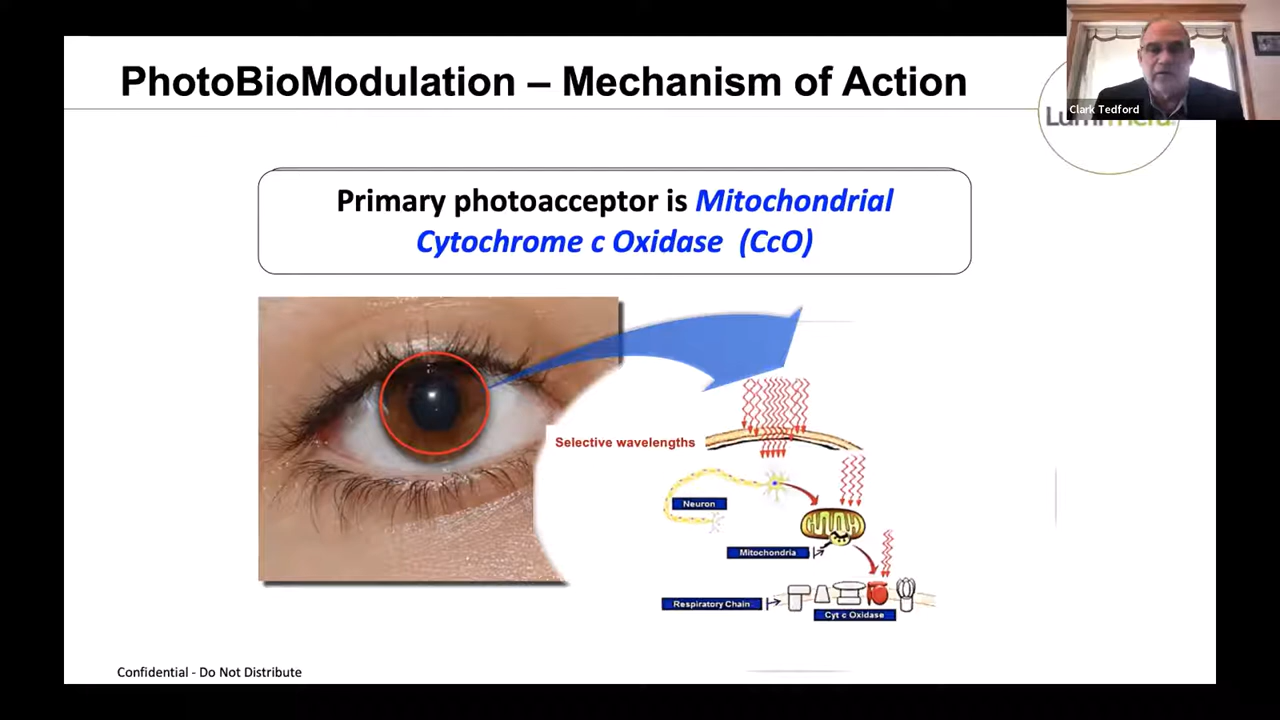 PhotoBioModulation – Mechanism of Action
Clark Tedford
Primary photoacceptor is Mitochondrial
Cytochrome c Oxidase (CcO)
Selective wavelengths
Neuron
Mitochondria
Respiratory Chain
Cyt c Oxidase
Confidential - Do Not Distribute